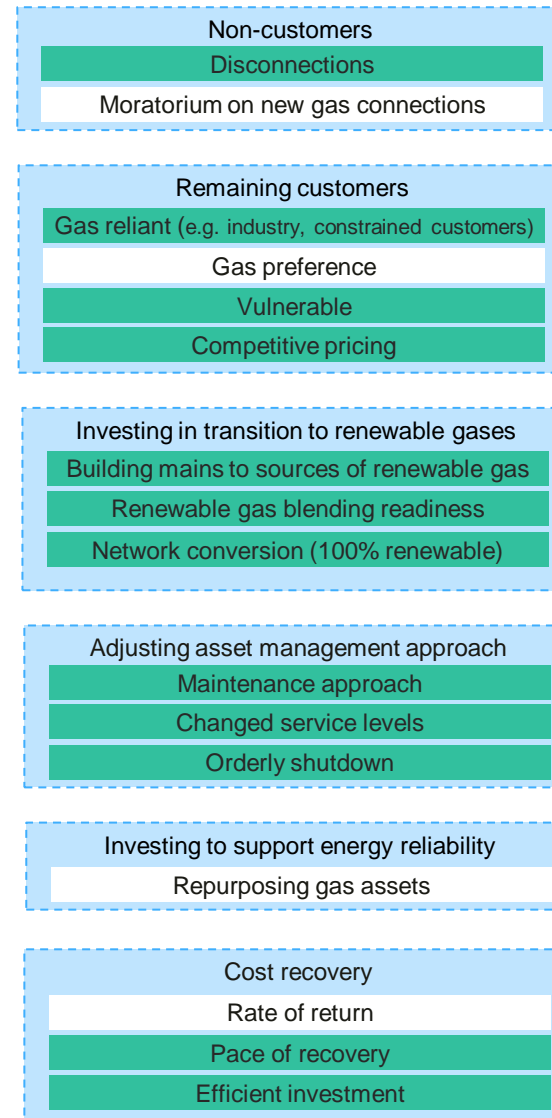 Non-customers
Disconnections
Moratorium on new gas connections
Remaining customers
Gas reliant (e.g. industry, constrained customers)
Gas preference
Vulnerable
Competitive pricing
Investing in transition to renewable gases
Building mains to sources of renewable gas
Renewable gas blending readiness
Network conversion (100% renewable)
Adjusting asset management approach
Maintenance approach
Changed service levels
Orderly shutdown
Investing to support energy reliability
Repurposing gas assets
Cost recovery
Rate of return
Pace of recovery
Efficient investment